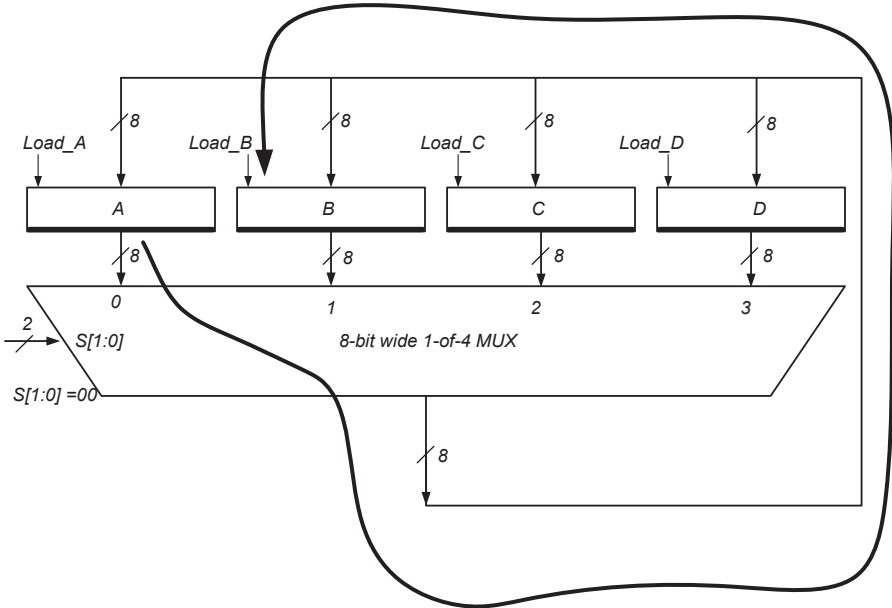 8 8 8 8
Load_A Load_B Load_C Load_D
A B C D
8 8 8 8
0 1 2 3
2
S[1:0] 8-bit wide 1-of-4 MUX
S[1:0] =00
8